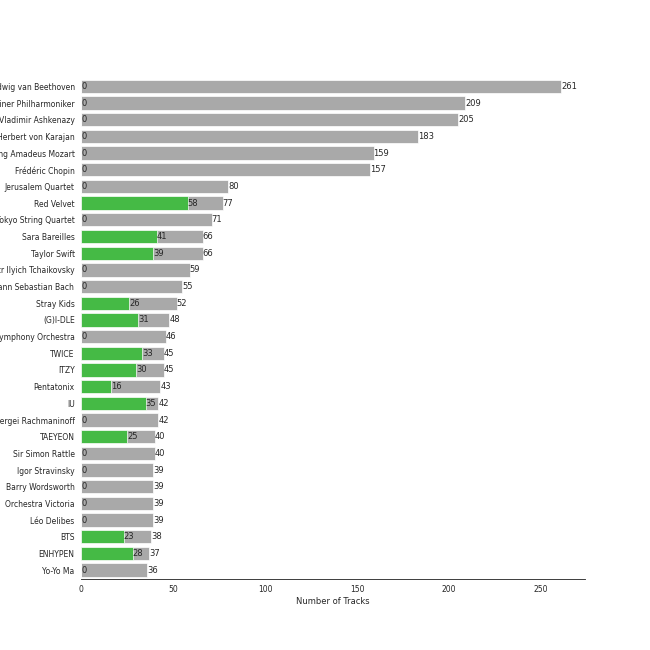 dwig van Beethoven 0 261
iner Philharmoniker 0 209
Vladimir Ashkenazy 0 205
Herbert von Karajan 0 183
ng Amadeus Mozart 0 159
Frédéric Chopin 0 157
Jerusalem Quartet 0 80
Red Velvet 58 77
okyo String Quartet 0 71
Sara Bareilles 41 66
Taylor Swift 39 66
r Ilyich Tchaikovsky 0 59
ann Sebastian Bach 0 55
Stray Kids 26 52
(G)I-DLE 31 48
ymphony Orchestra 0 46
TWICE 33 45
ITZY 30 45
Pentatonix 16 43
IU 35 42
ergei Rachmaninoff 0 42
TAEYEON 25 40
Sir Simon Rattle 0 40
Igor Stravinsky 0 39
Barry Wordsworth 0 39
Orchestra Victoria 0 39
Léo Delibes 0 39
BTS 23 38
ENHYPEN 28 37
Yo-Yo Ma 0 36
0 50 100 150 200 250
Number of Tracks